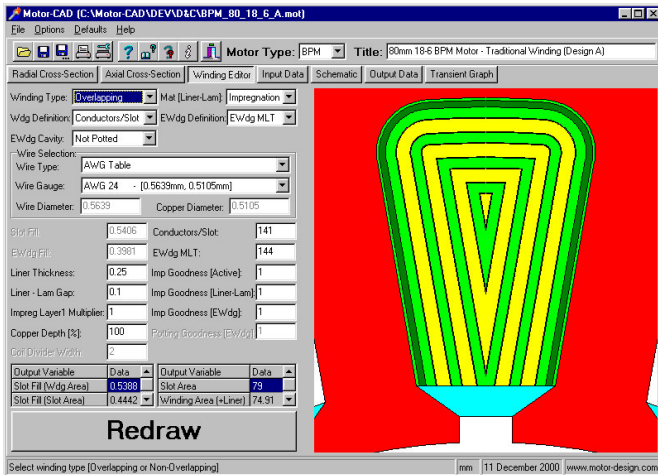 Motor-CAD (C:\Motor-CAD\DEV\D&C\BPM_80_18_6_A.mot)
File Options Defaults Help
Motor Type: BPM Title: 80mm 18-6 BPM Motor - Traditional Winding (Design A)
Radial Cross-Section Axial Cross-Section Winding Editor Input Data Schematic Output Data Transient Graph
Winding Type: Overlapping Mat [Liner-Lam]: Impregnation
Wdg Definition: Conductors/Slot EWdg Definition: EWdg MLT
EWdg Cavity: Not Potted
Wire Selection:
Wire Type: AWG Table
Wire Gauge: AWG 24 - [0.5639mm, 0.5105mm]
Wire Diameter: 0.5639 Copper Diameter: 0.5105
Slot Fill: 0.5406 Conductors/Slot: 141
EWdg Fill: 0.3981 EWdg MLT: 144
Liner Thickness: 0.25 Imp Goodness [Active]: 1
Liner - Lam Gap: 0.1 Imp Goodness [Liner-Lam]: 1
Impreg Layer1 Multiplier: 1 Imp Goodness [EWdg]: 1
Copper Depth [%]: 100 Potting Goodness [EWdg]: 1
Coil Divider Width: 2
Output Variable Data Output Variable Data
Slot Fill (Wdg Area) 0.5388 Slot Area 79
Slot Fill (Slot Area) 0.4442 Winding Area (+Liner) 74.91
Redraw
Select winding type [Overlapping or Non-Overlapping] mm 11 December 2000 www.motor-design.com